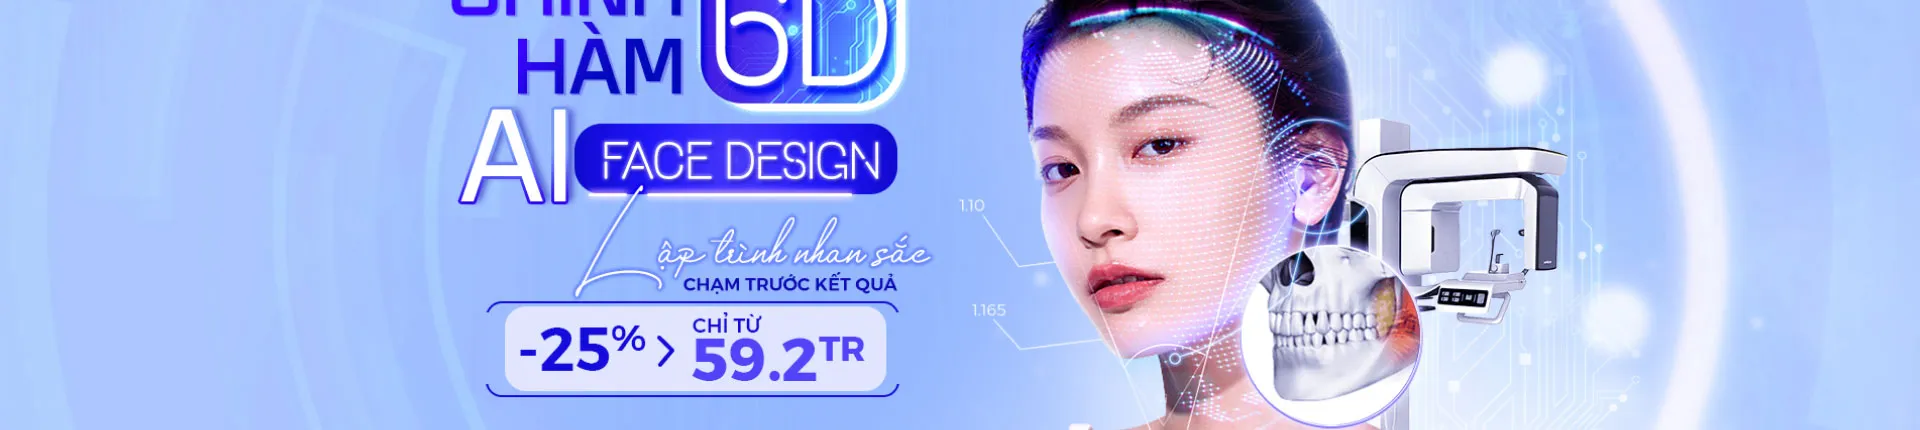 CHỈNH
HÀM
6D
AI FACE DESIGN
Lập trình nhan sắc
CHẠM TRƯỚC KẾT QUẢ
-25% > CHỈ TỪ
59.2TR
1.10
1.165